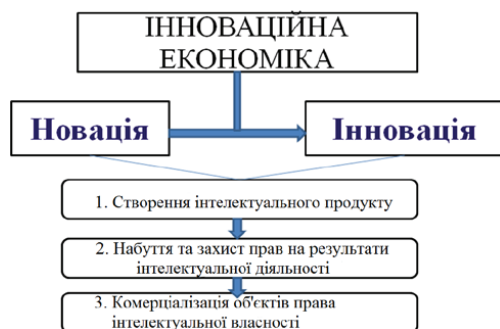 ІННОВАЦІЙНА
ЕКОНОМІКА
Новація
Інновація
1. Створення інтелектуального продукту
2. Набуття та захист прав на результати
інтелектуальної діяльності
3. Комерціалізація об'єктів права
інтелектуальної власності